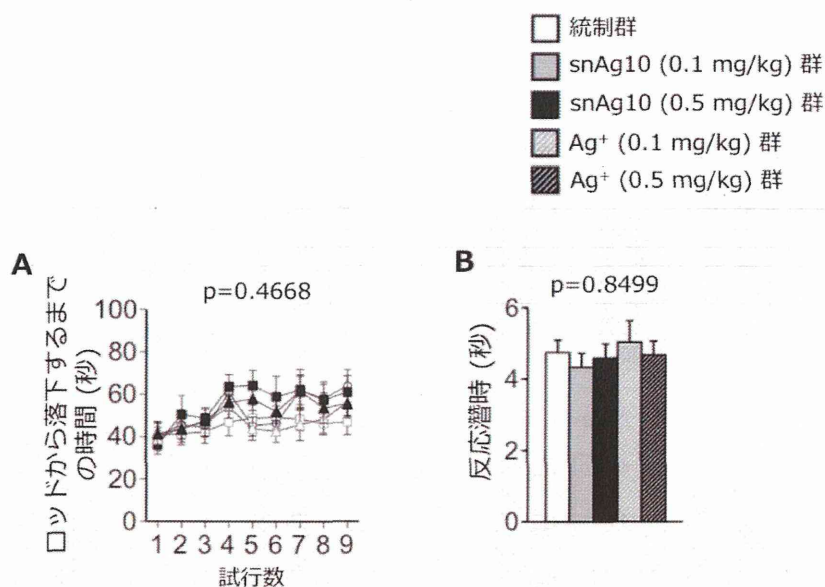 統制群
snAg10 (0.1 mg/kg) 群
snAg10 (0.5 mg/kg) 群
Ag⁺ (0.1 mg/kg) 群
Ag⁺ (0.5 mg/kg) 群
A
p=0.4668
ロッドから落下するまで
の時間 (秒)
100
80
60
40
20
0
1 2 3 4 5 6 7 8 9
試行数
B
p=0.8499
反応潛時 (秒)
6
4
2
0